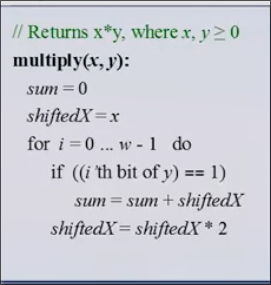 // Returns x*y, where x, y ≥ 0
multiply(x, y):
sum = 0
shiftedX = x
for i = 0 ... w - 1 do
if ((i 'th bit of y) == 1)
sum = sum + shiftedX
shiftedX = shiftedX * 2